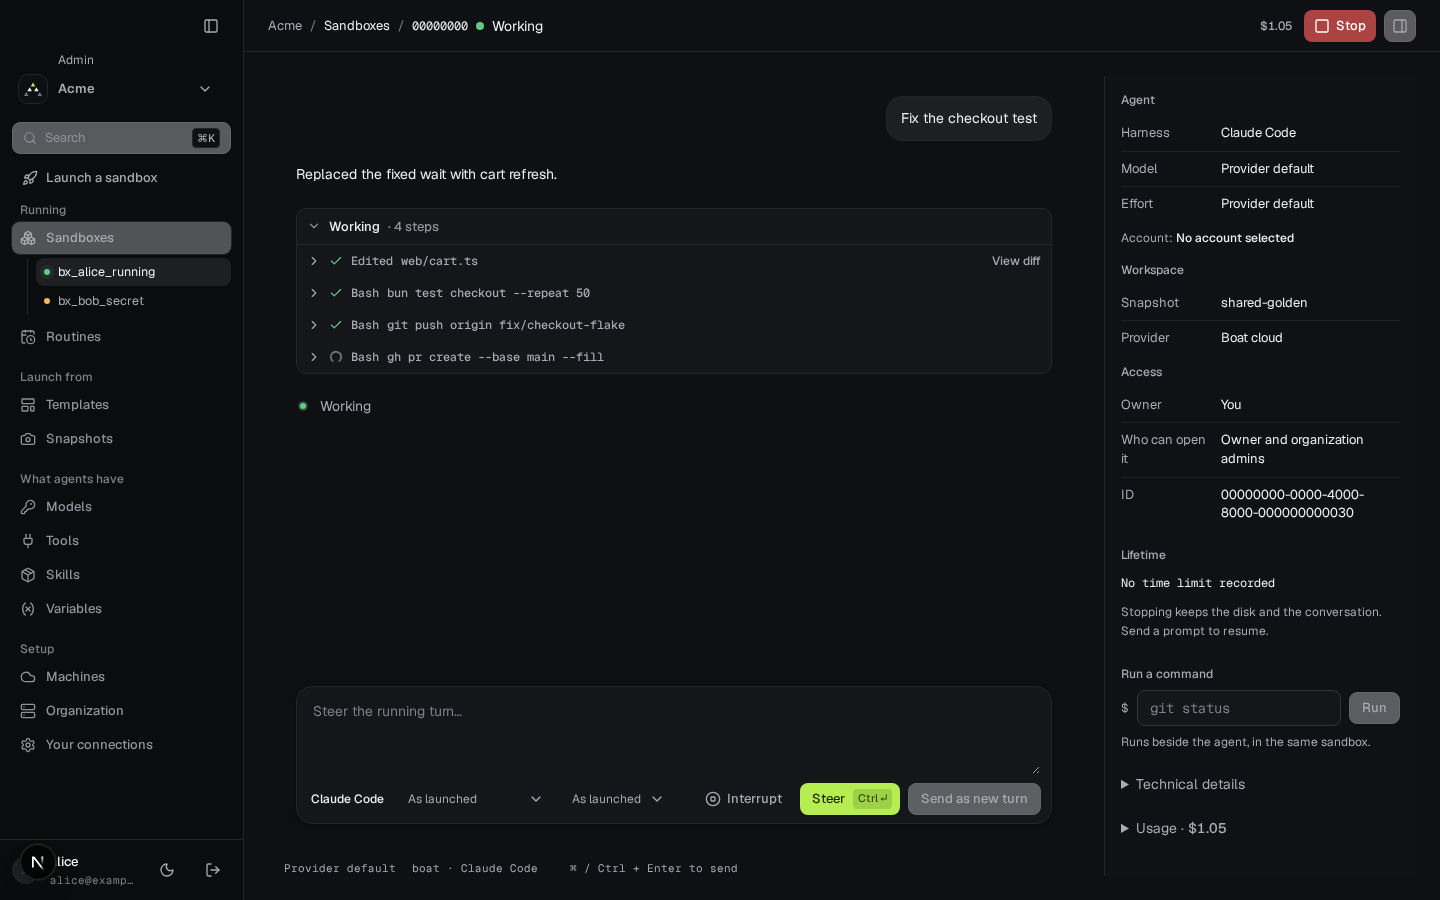 Admin
Acme
Search ⌘K
Launch a sandbox
Running
Sandboxes
bx_alice_running
bx_bob_secret
Routines
Launch from
Templates
Snapshots
What agents have
Models
Tools
Skills
Variables
Setup
Machines
Organization
Your connections
N
lice
alice@examp…
Acme / Sandboxes / 00000000 Working
$1.05 Stop
Fix the checkout test
Replaced the fixed wait with cart refresh.
Working · 4 steps
Edited web/cart.ts View diff
Bash bun test checkout --repeat 50
Bash git push origin fix/checkout-flake
Bash gh pr create --base main --fill
Working
Steer the running turn…
Claude Code As launched As launched Interrupt Steer Ctrl↵ Send as new turn
Provider default boat · Claude Code ⌘ / Ctrl + Enter to send
Agent
Harness Claude Code
Model Provider default
Effort Provider default
Account: No account selected
Workspace
Snapshot shared-golden
Provider Boat cloud
Access
Owner You
Who can open it Owner and organization admins
ID 00000000-0000-4000-8000-000000000030
Lifetime
No time limit recorded
Stopping keeps the disk and the conversation.
Send a prompt to resume.
Run a command
$ git status Run
Runs beside the agent, in the same sandbox.
Technical details
Usage · $1.05